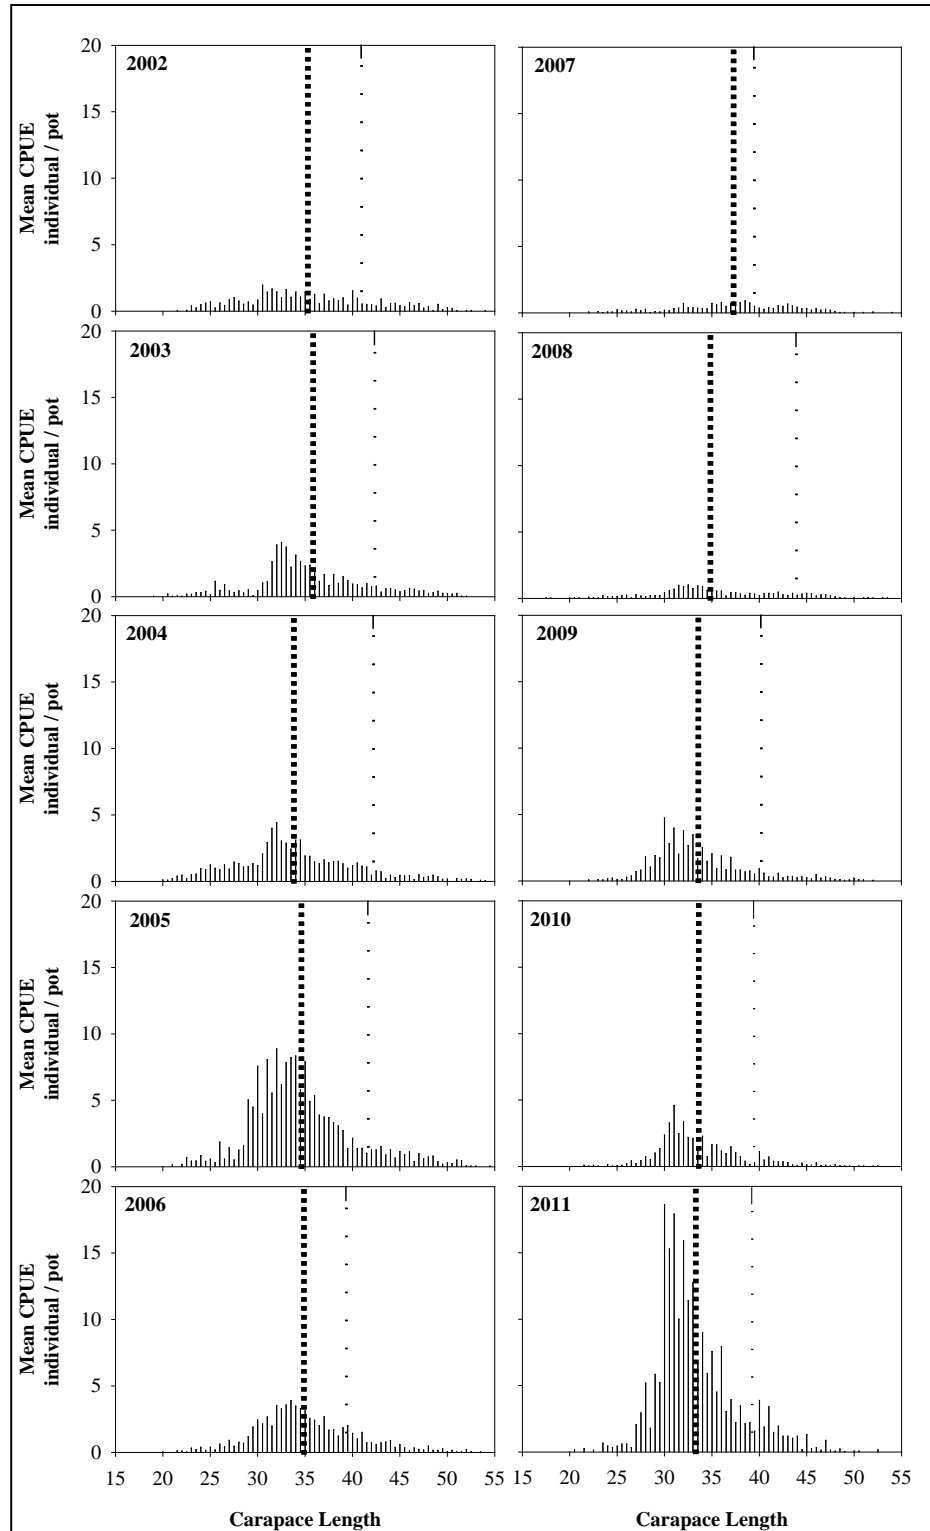 20
15
10
5
0
Mean CPUE
individual / pot
2002
2007
20
15
10
5
0
Mean CPUE
individual / pot
2003
2008
20
15
10
5
0
Mean CPUE
individual / pot
2004
2009
20
15
10
5
0
Mean CPUE
individual / pot
2005
2010
20
15
10
5
0
Mean CPUE
individual / pot
2006
2011
15 20 25 30 35 40 45 50 55
15 20 25 30 35 40 45 50 55
Carapace Length
Carapace Length